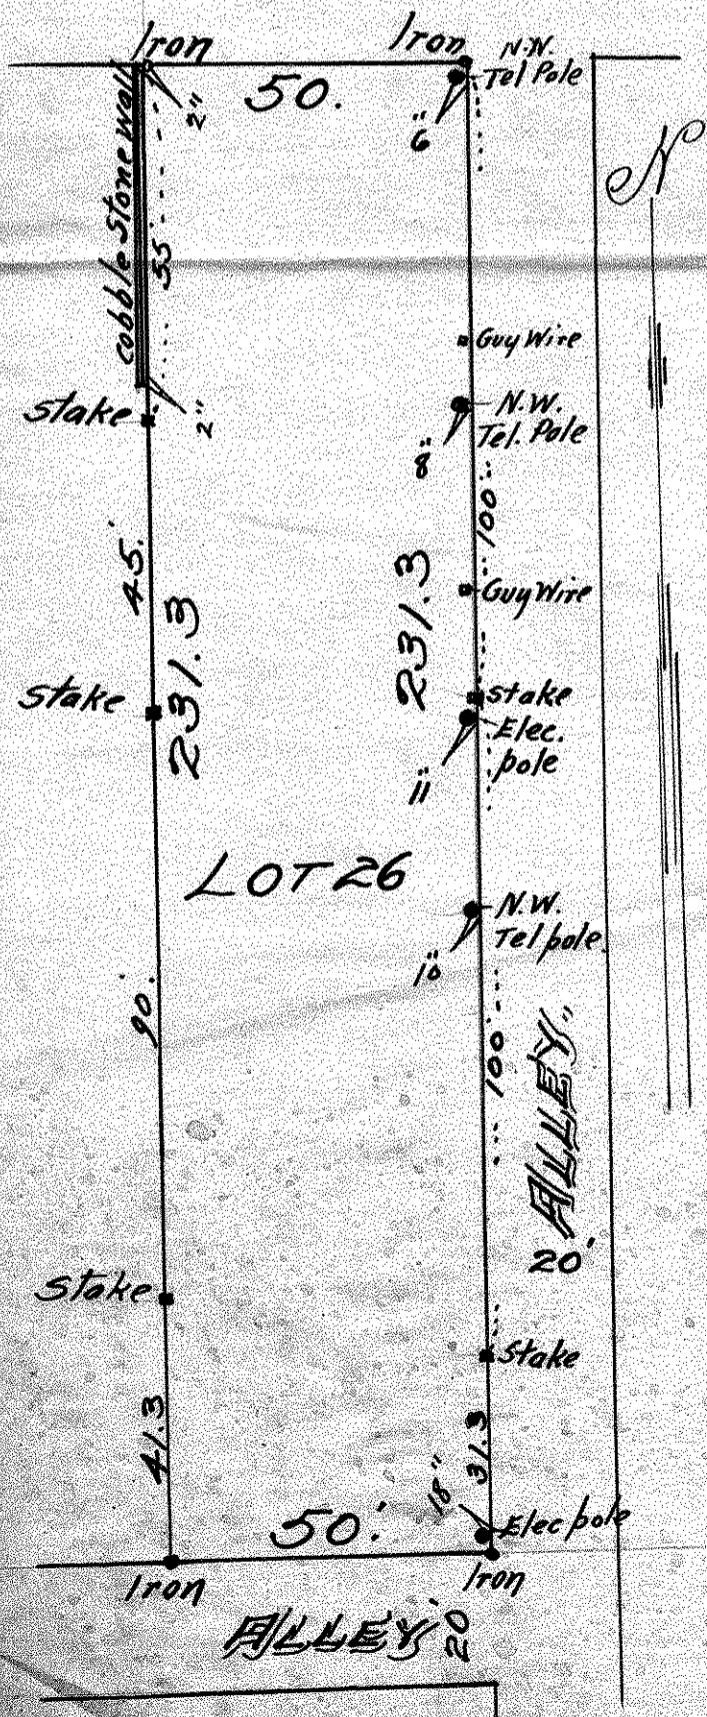 Iron
Iron
N.W.
Tel Pole
50.
2"
6"
N
Cobble Stone Wall
55'
Guy Wire
Stake
2"
N.W.
Tel. Pole
8"
100'
45.'
231.3
231.3
Guy Wire
Stake
Stake
Elec.
pole
11"
LOT 26
N.W.
Tel pole.
10"
90.'
100'
ALLEY
20'
Stake
Stake
41.3
31.3
18"
50.'
Elec pole
Iron
Iron
ALLEY 20'